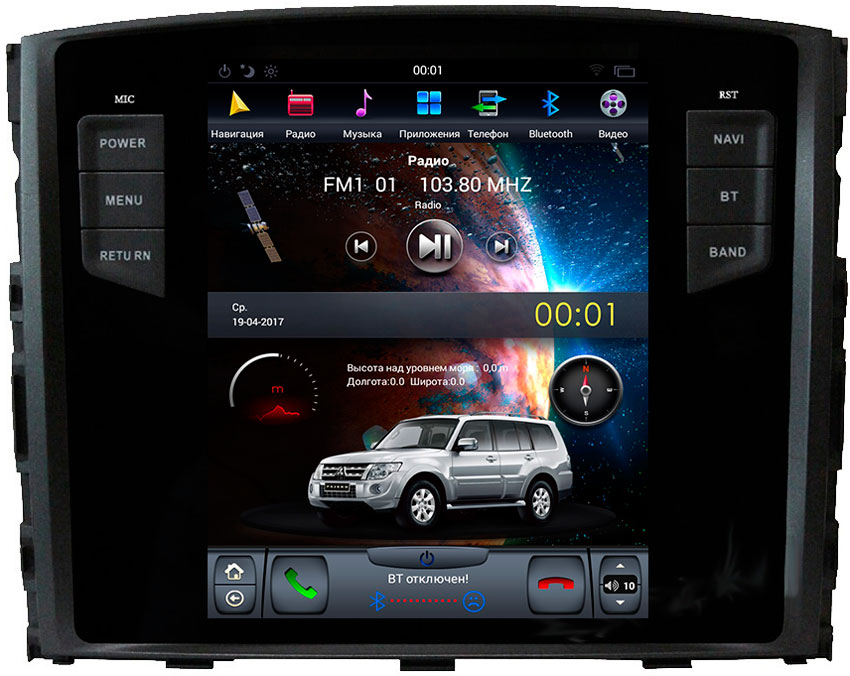 00:01
MIC
RST
POWER
MENU
RETURN
NAVI
BT
BAND
Навигация Радио Музыка Приложения Телефон Bluetooth Видео
Радио
FM1 01 103.80 MHZ
Radio
Ср.
19-04-2017
00:01
Высота над уровнем моря : 0,0 m
Долгота:0.0 Широта:0.0
m
N
W
E
S
PAJERO
BT отключен!
10